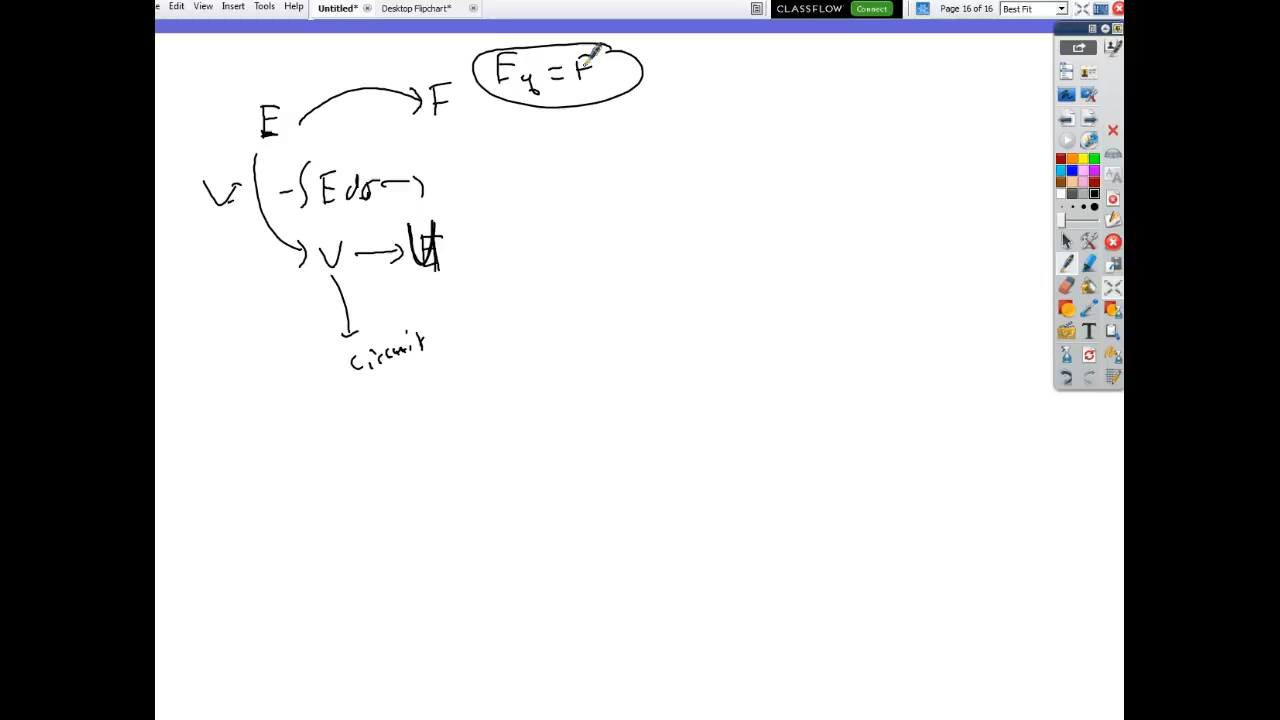 Edit View Insert Tools Help Untitled* Desktop Flipchart* CLASSFLOW Connect Page 16 of 16 Best Fit
Eq = F
E F
V -∫ E dr
V
circuit